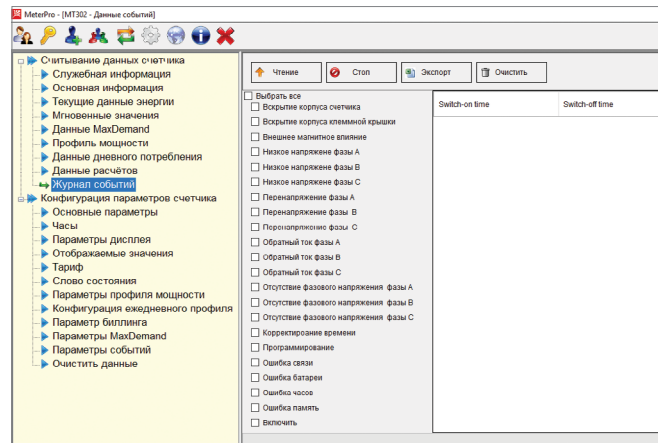 MeterPro - [MT302 - Данные событий]
Считывание данных счетчика
Служебная информация
Основная информация
Текущие данные энергии
Мгновенные значения
Данные MaxDemand
Профиль мощности
Данные дневного потребления
Данные расчётов
Журнал событий
Конфигурация параметров счетчика
Основные параметры
Часы
Параметры дисплея
Отображаемые значения
Тариф
Слово состояния
Параметры профиля мощности
Конфигурация ежедневного профиля
Параметр биллинга
Параметры MaxDemand
Параметры событий
Очистить данные
Чтение Стоп Экспорт Очистить
Выбрать все
Вскрытие корпуса счетчика
Вскрытие корпуса клеммной крышки
Внешнее магнитное влияние
Низкое напряжене фазы А
Низкое напряжене фазы В
Низкое напряжене фазы С
Перенапряжение фазы А
Перенапряжение фазы В
Перенапряжение фазы С
Обратный ток фазы А
Обратный ток фазы В
Обратный ток фазы С
Отсутствие фазового напряжения фазы А
Отсутствие фазового напряжения фазы В
Отсутствие фазового напряжения фазы С
Корректироание времени
Программирование
Ошибка связи
Ошибка батареи
Ошибка часов
Ошибка память
Включить
Switch-on time Switch-off time